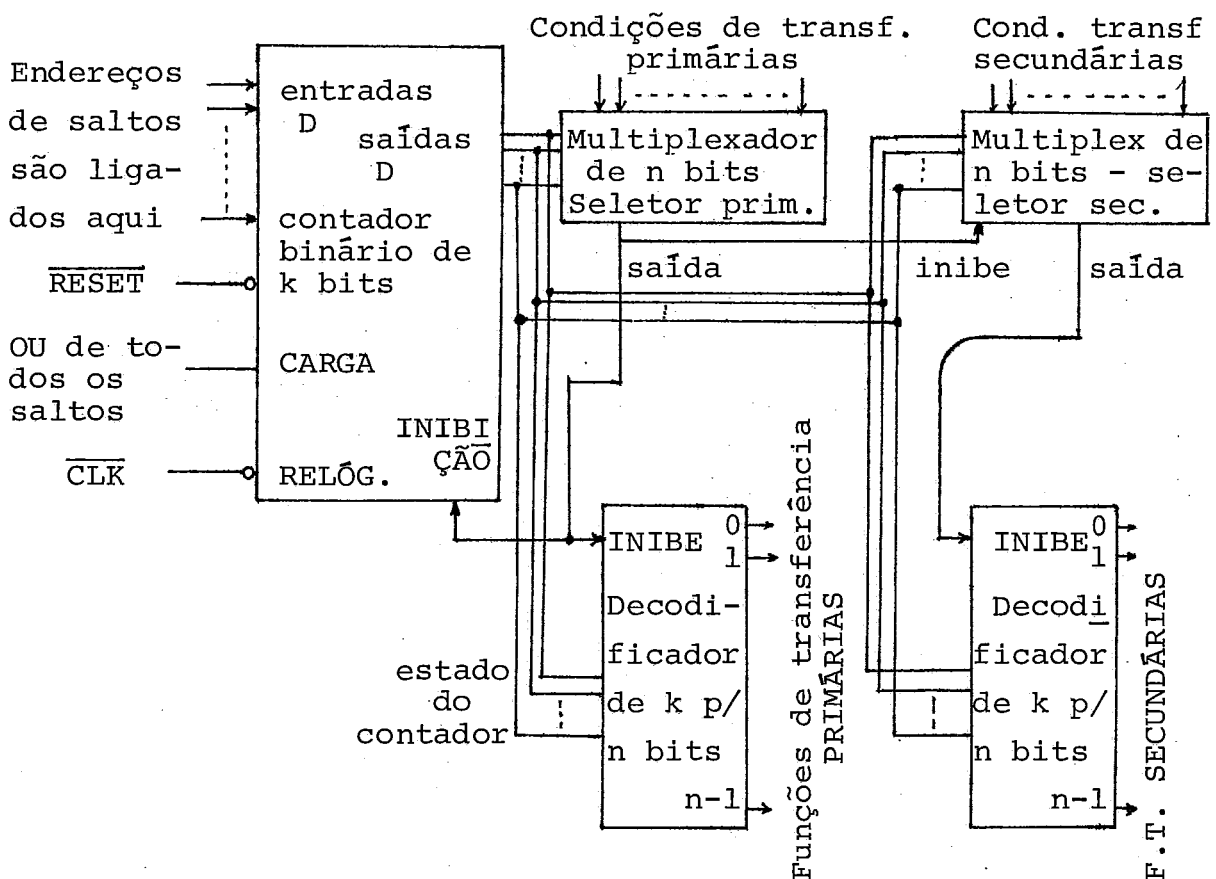 Condições de transf.
primárias
Cond. transf
secundárias
Endereços
de saltos
são liga-
dos aqui
RESET
OU de to-
dos os
saltos
CLK
entradas
D
saídas
D
contador
binário de
k bits
CARGA
INIBI
ÇÃO
RELÓG.
Multiplexador
de n bits
Seletor prim.
Multiplex de
n bits - se-
letor sec.
saída
inibe
saída
estado
do
contador
INIBE
0
1
Decodi-
ficador
de k p/
n bits
n-1
Funções de transferência
PRIMÁRIAS
INIBE
0
1
Decodi
ficador
de k p/
n bits
n-1
F.T. SECUNDÁRIAS